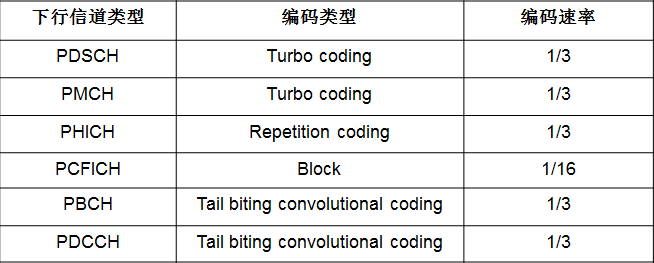 下行信道类型 编码类型 编码速率
PDSCH Turbo coding 1/3
PMCH Turbo coding 1/3
PHICH Repetition coding 1/3
PCFICH Block 1/16
PBCH Tail biting convolutional coding 1/3
PDCCH Tail biting convolutional coding 1/3